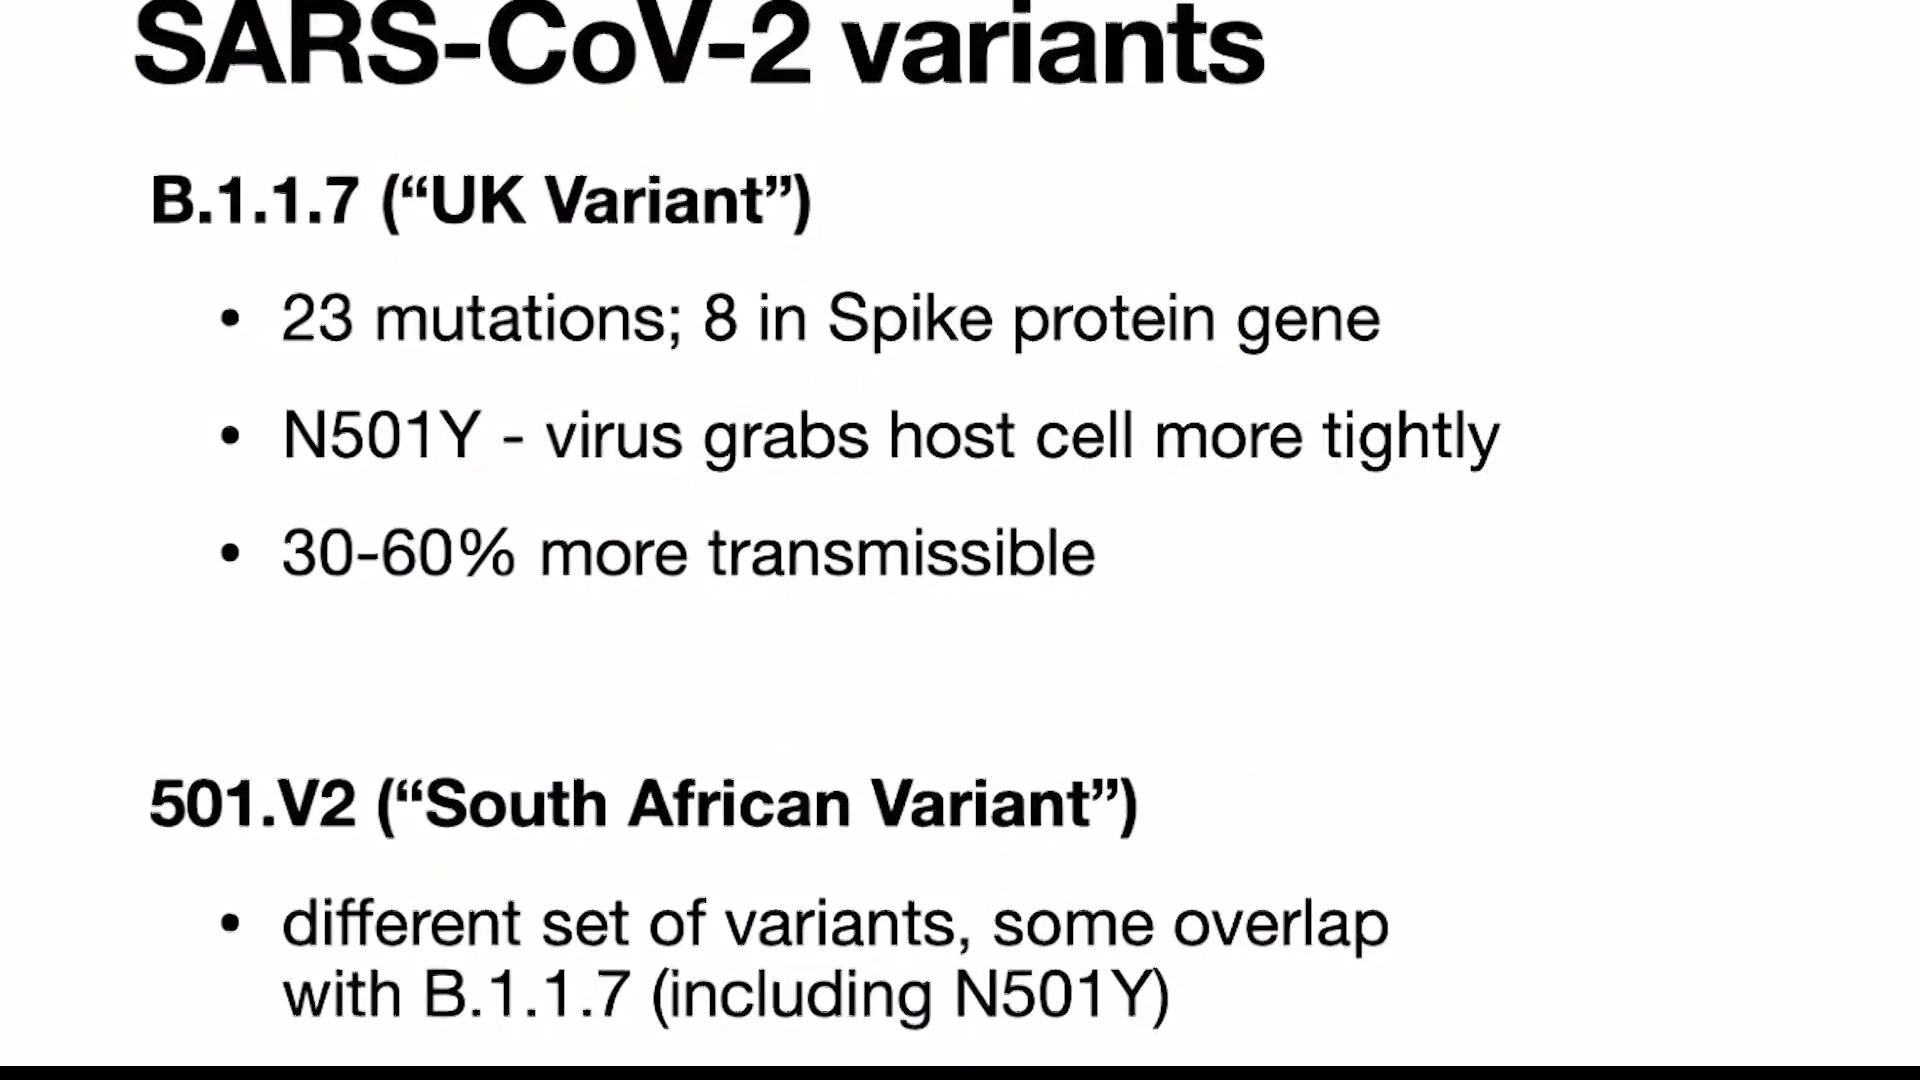 SARS-CoV-2 variants
B.1.1.7 (“UK Variant”)
• 23 mutations; 8 in Spike protein gene
• N501Y - virus grabs host cell more tightly
• 30-60% more transmissible
501.V2 (“South African Variant”)
• different set of variants, some overlap
with B.1.1.7 (including N501Y)